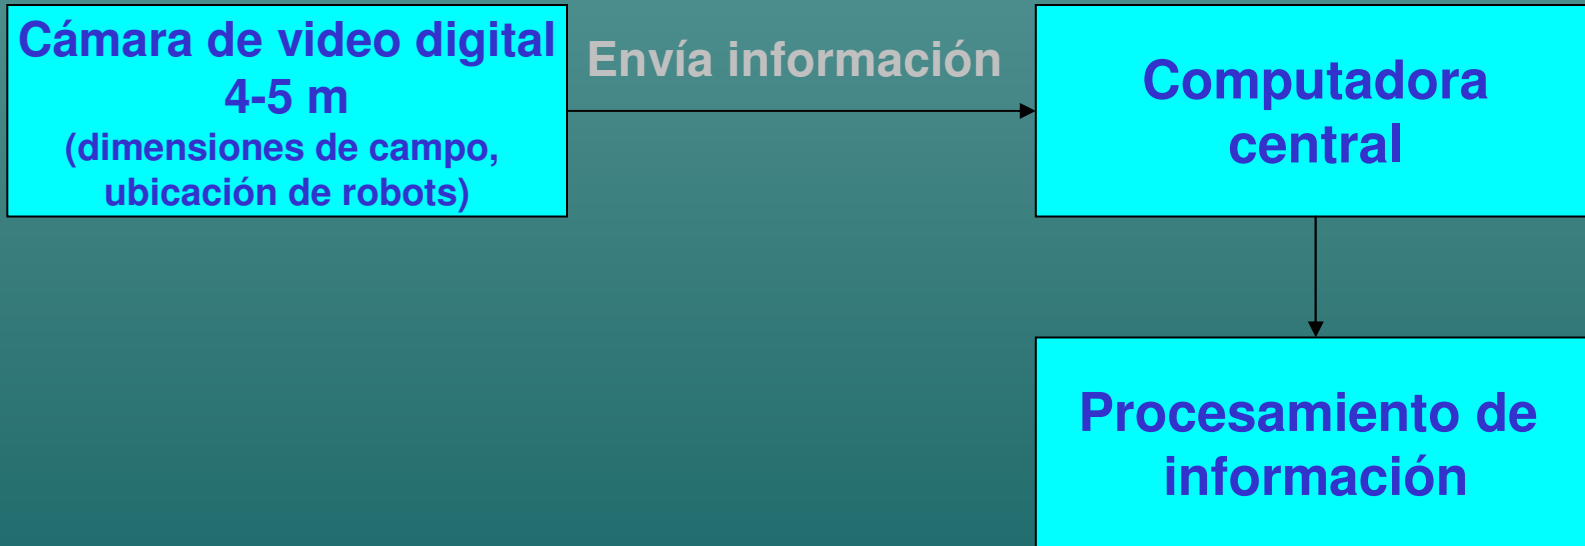 Cámara de video digital
4-5 m
(dimensiones de campo,
ubicación de robots)
Envía información
Computadora
central
Procesamiento de
información